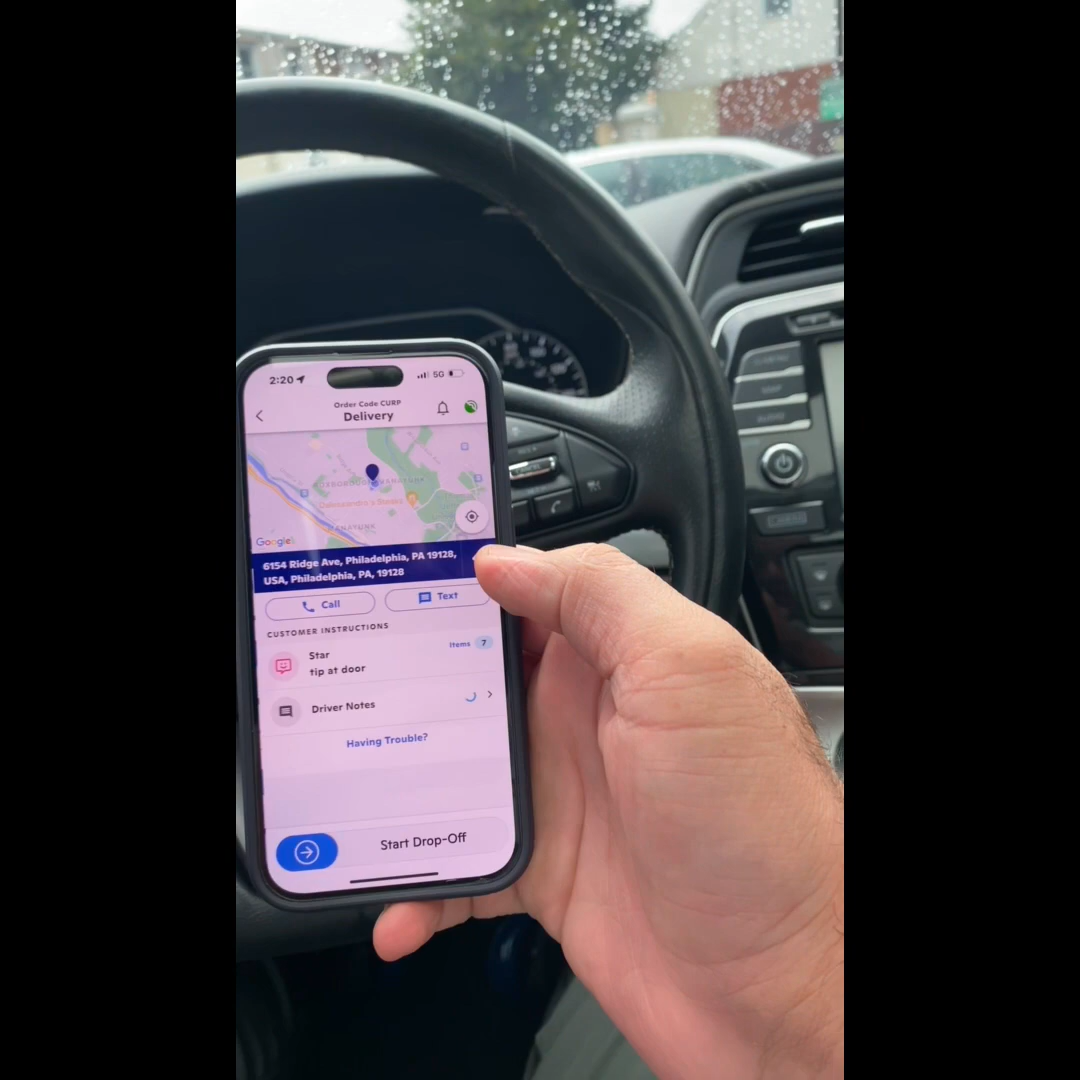 2:20
5G
Order Code CURP
Delivery
MANAYUNK
Google
6154 Ridge Ave, Philadelphia, PA 19128,
USA, Philadelphia, PA, 19128
Call
Text
CUSTOMER INSTRUCTIONS
Star
Items 7
tip at door
Driver Notes
Having Trouble?
Start Drop-Off